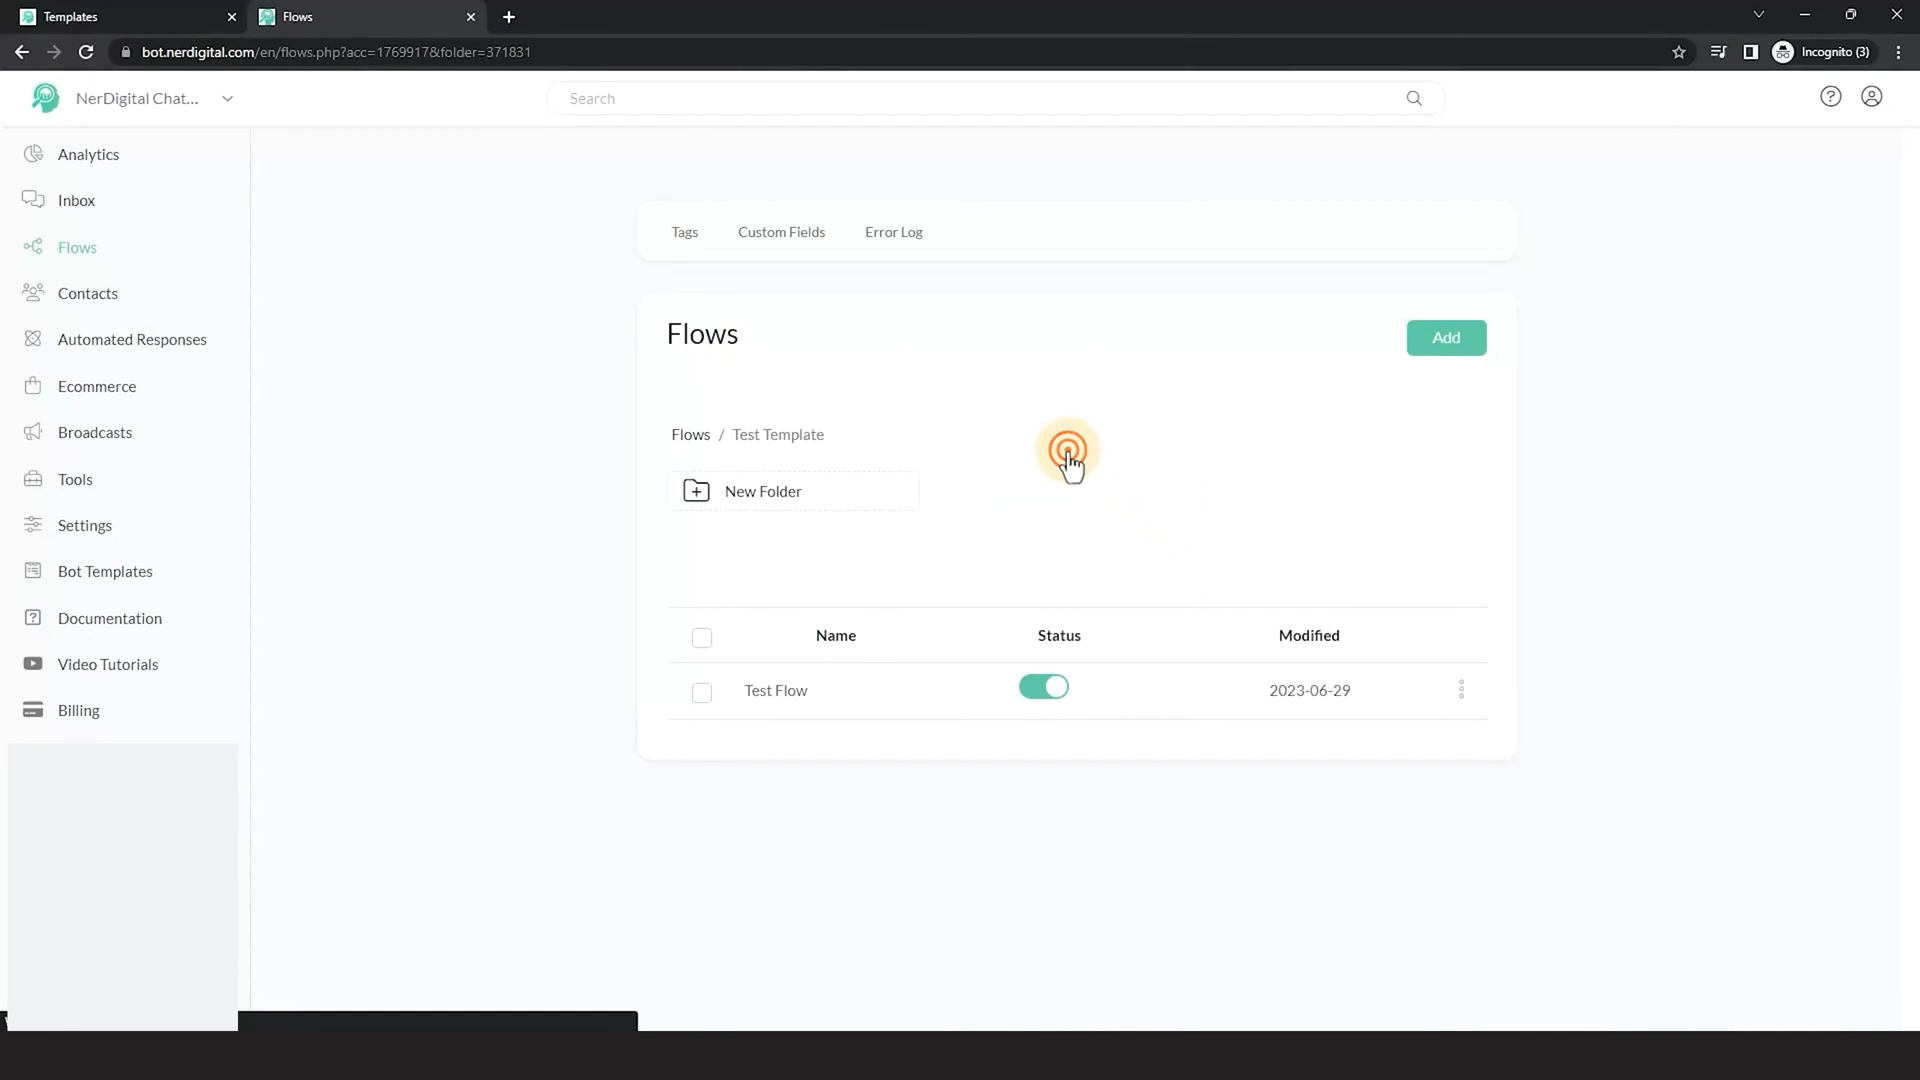 Templates
Flows
bot.nerdigital.com/en/flows.php?acc=1769917&folder=371831
Incognito (3)
NerDigital Chat...
Search
Analytics
Inbox
Flows
Contacts
Automated Responses
Ecommerce
Broadcasts
Tools
Settings
Bot Templates
Documentation
Video Tutorials
Billing
Tags Custom Fields Error Log
Flows
Add
Flows / Test Template
New Folder
Name Status Modified
Test Flow 2023-06-29